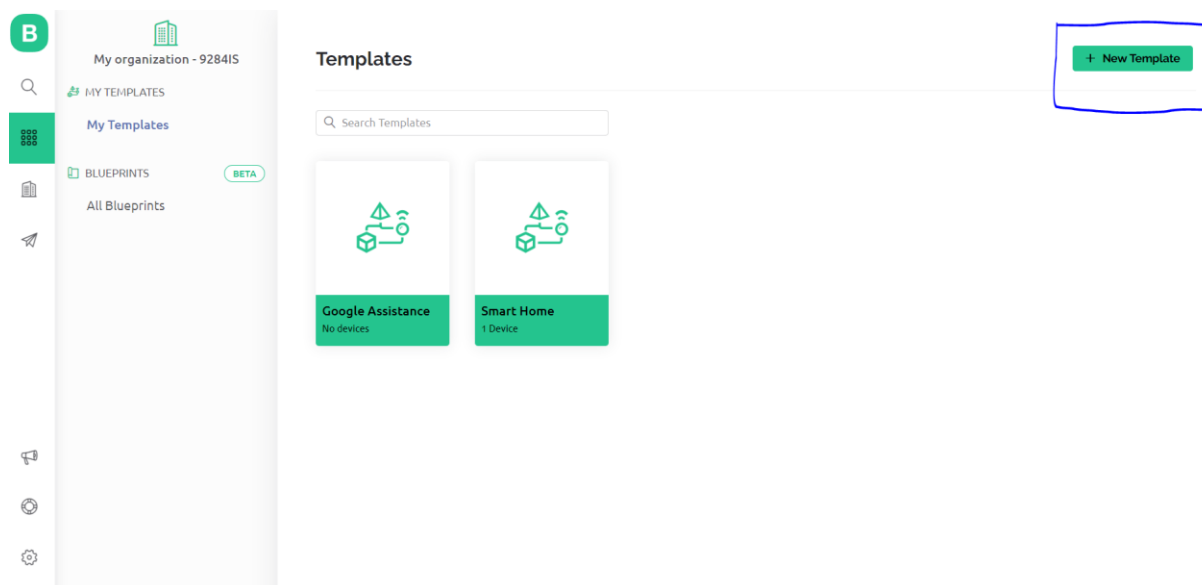 B
My organization - 9284IS
MY TEMPLATES
My Templates
BLUEPRINTS
BETA
All Blueprints
Templates
+ New Template
Search Templates
Google Assistance
No devices
Smart Home
1 Device